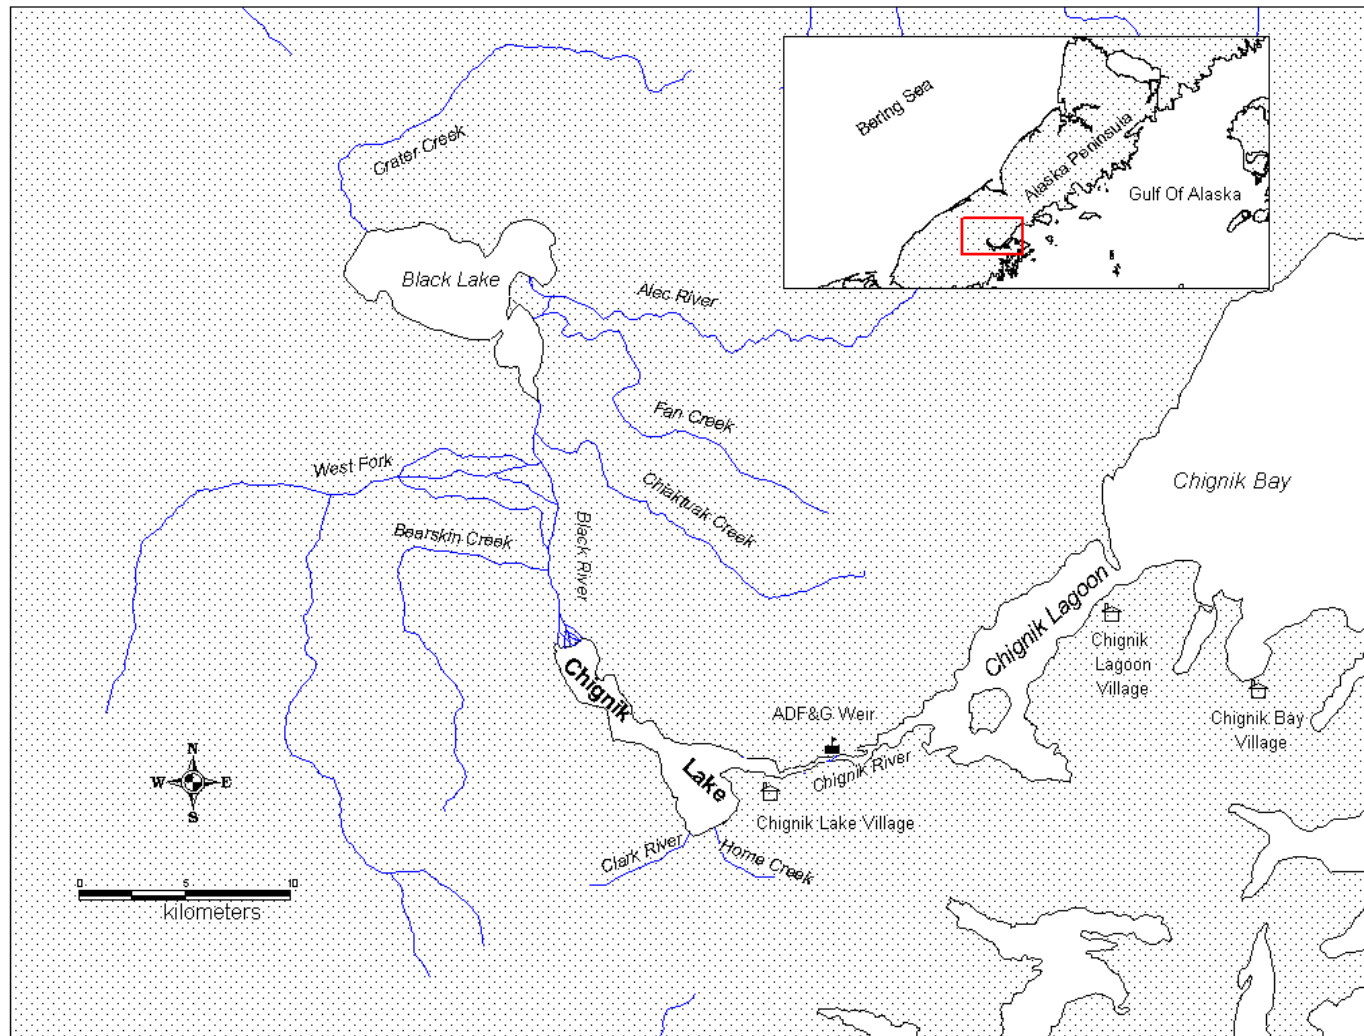 Bering Sea
Alaska Peninsula
Gulf Of Alaska
Crater Creek
Black Lake
Alec River
Fan Creek
West Fork
Chiaktuak Creek
Chignik Bay
Bearskin Creek
Black River
Chignik Lagoon
Chignik
Lagoon
Village
Chignik
Lake
ADF&G Weir
Chignik River
Chignik Bay
Village
N
W E
S
Chignik Lake Village
Clark River
Home Creek
0 5 10
kilometers